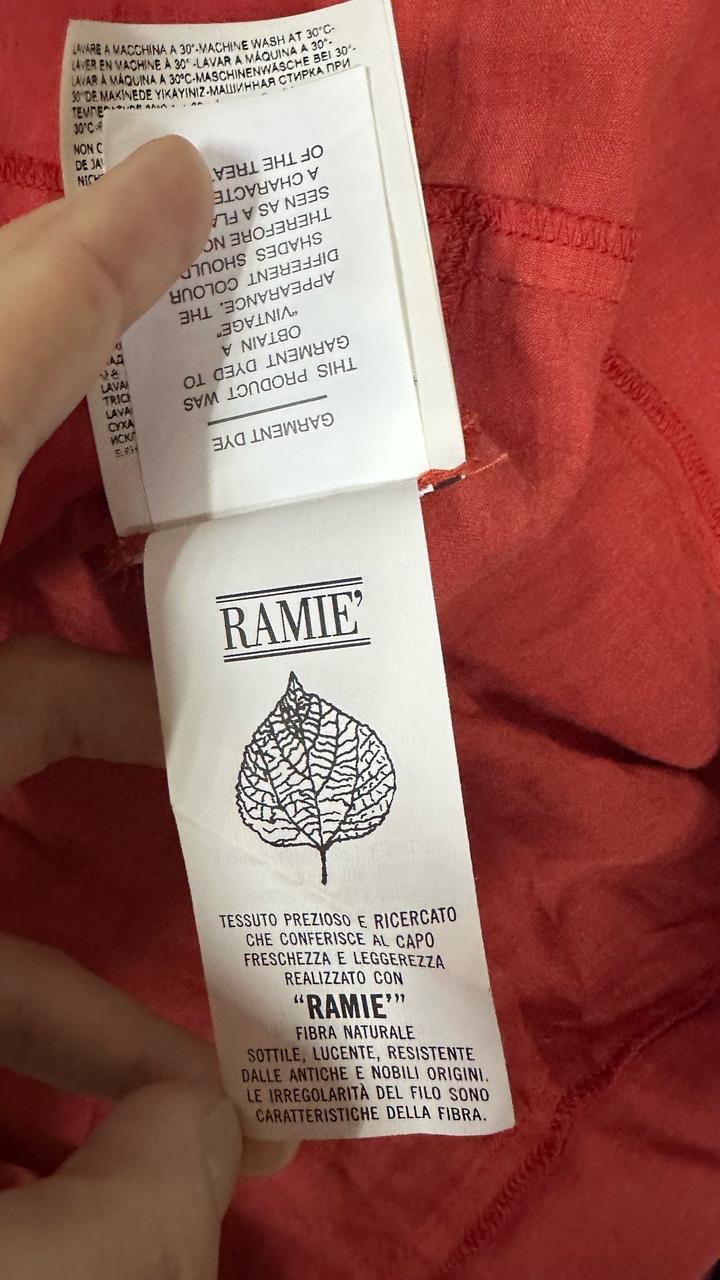 LAVARE A MACCHINA A 30°-MACHINE WASH AT 30°C-
LAVER EN MACHINE À 30° -LAVAR A MÁQUINA A 30°-
LAVAR À MÁQUINA A 30ºC-MASCHINENWÄSCHE BEI 30°-
30°DE MAKİNEDE YIKAYINIZ-МАШИННАЯ СТИРКА ПРИ
30°C
NON
DE
GARMENT DYE
THIS PRODUCT WAS
GARMENT DYED TO
OBTAIN A
"VINTAGE"
APPEARANCE. THE
DIFFERENT COLOUR
SHADES SHOULD
THEREFORE
SEEN AS A
A
OF THE
RAMIE'
TESSUTO PREZIOSO E RICERCATO
CHE CONFERISCE AL CAPO
FRESCHEZZA E LEGGEREZZA
REALIZZATO CON
"RAMIE'"
FIBRA NATURALE
SOTTILE, LUCENTE, RESISTENTE
DALLE ANTICHE E NOBILI ORIGINI.
LE IRREGOLARITÀ DEL FILO SONO
CARATTERISTICHE DELLA FIBRA.